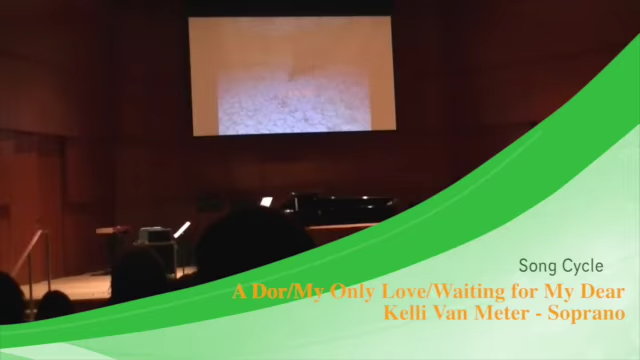 Song Cycle
A Dor/My Only Love/Waiting for My Dear
Kelli Van Meter - Soprano